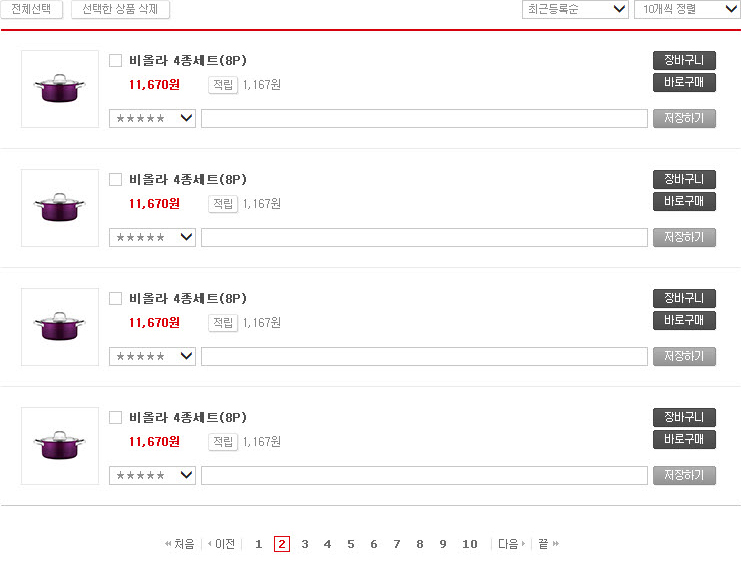 전체선택 선택한 상품 삭제 최근등록순 10개씩 정렬
비올라 4종세트(8P) 장바구니
11,670원 적립 1,167원 바로구매
★★★★★ 저장하기
비올라 4종세트(8P) 장바구니
11,670원 적립 1,167원 바로구매
★★★★★ 저장하기
비올라 4종세트(8P) 장바구니
11,670원 적립 1,167원 바로구매
★★★★★ 저장하기
비올라 4종세트(8P) 장바구니
11,670원 적립 1,167원 바로구매
★★★★★ 저장하기
처음 이전 1 2 3 4 5 6 7 8 9 10 다음 끝